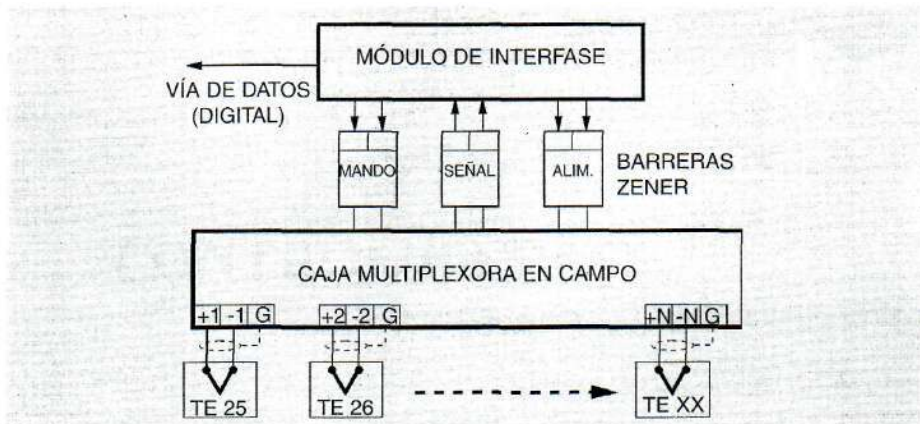 MÓDULO DE INTERFASE
VÍA DE DATOS
(DIGITAL)
MANDO
SEÑAL
ALIM.
BARRERAS
ZENER
CAJA MULTIPLEXORA EN CAMPO
+1 -1 G
+2 -2 G
+N -N G
TE 25
TE 26
TE XX